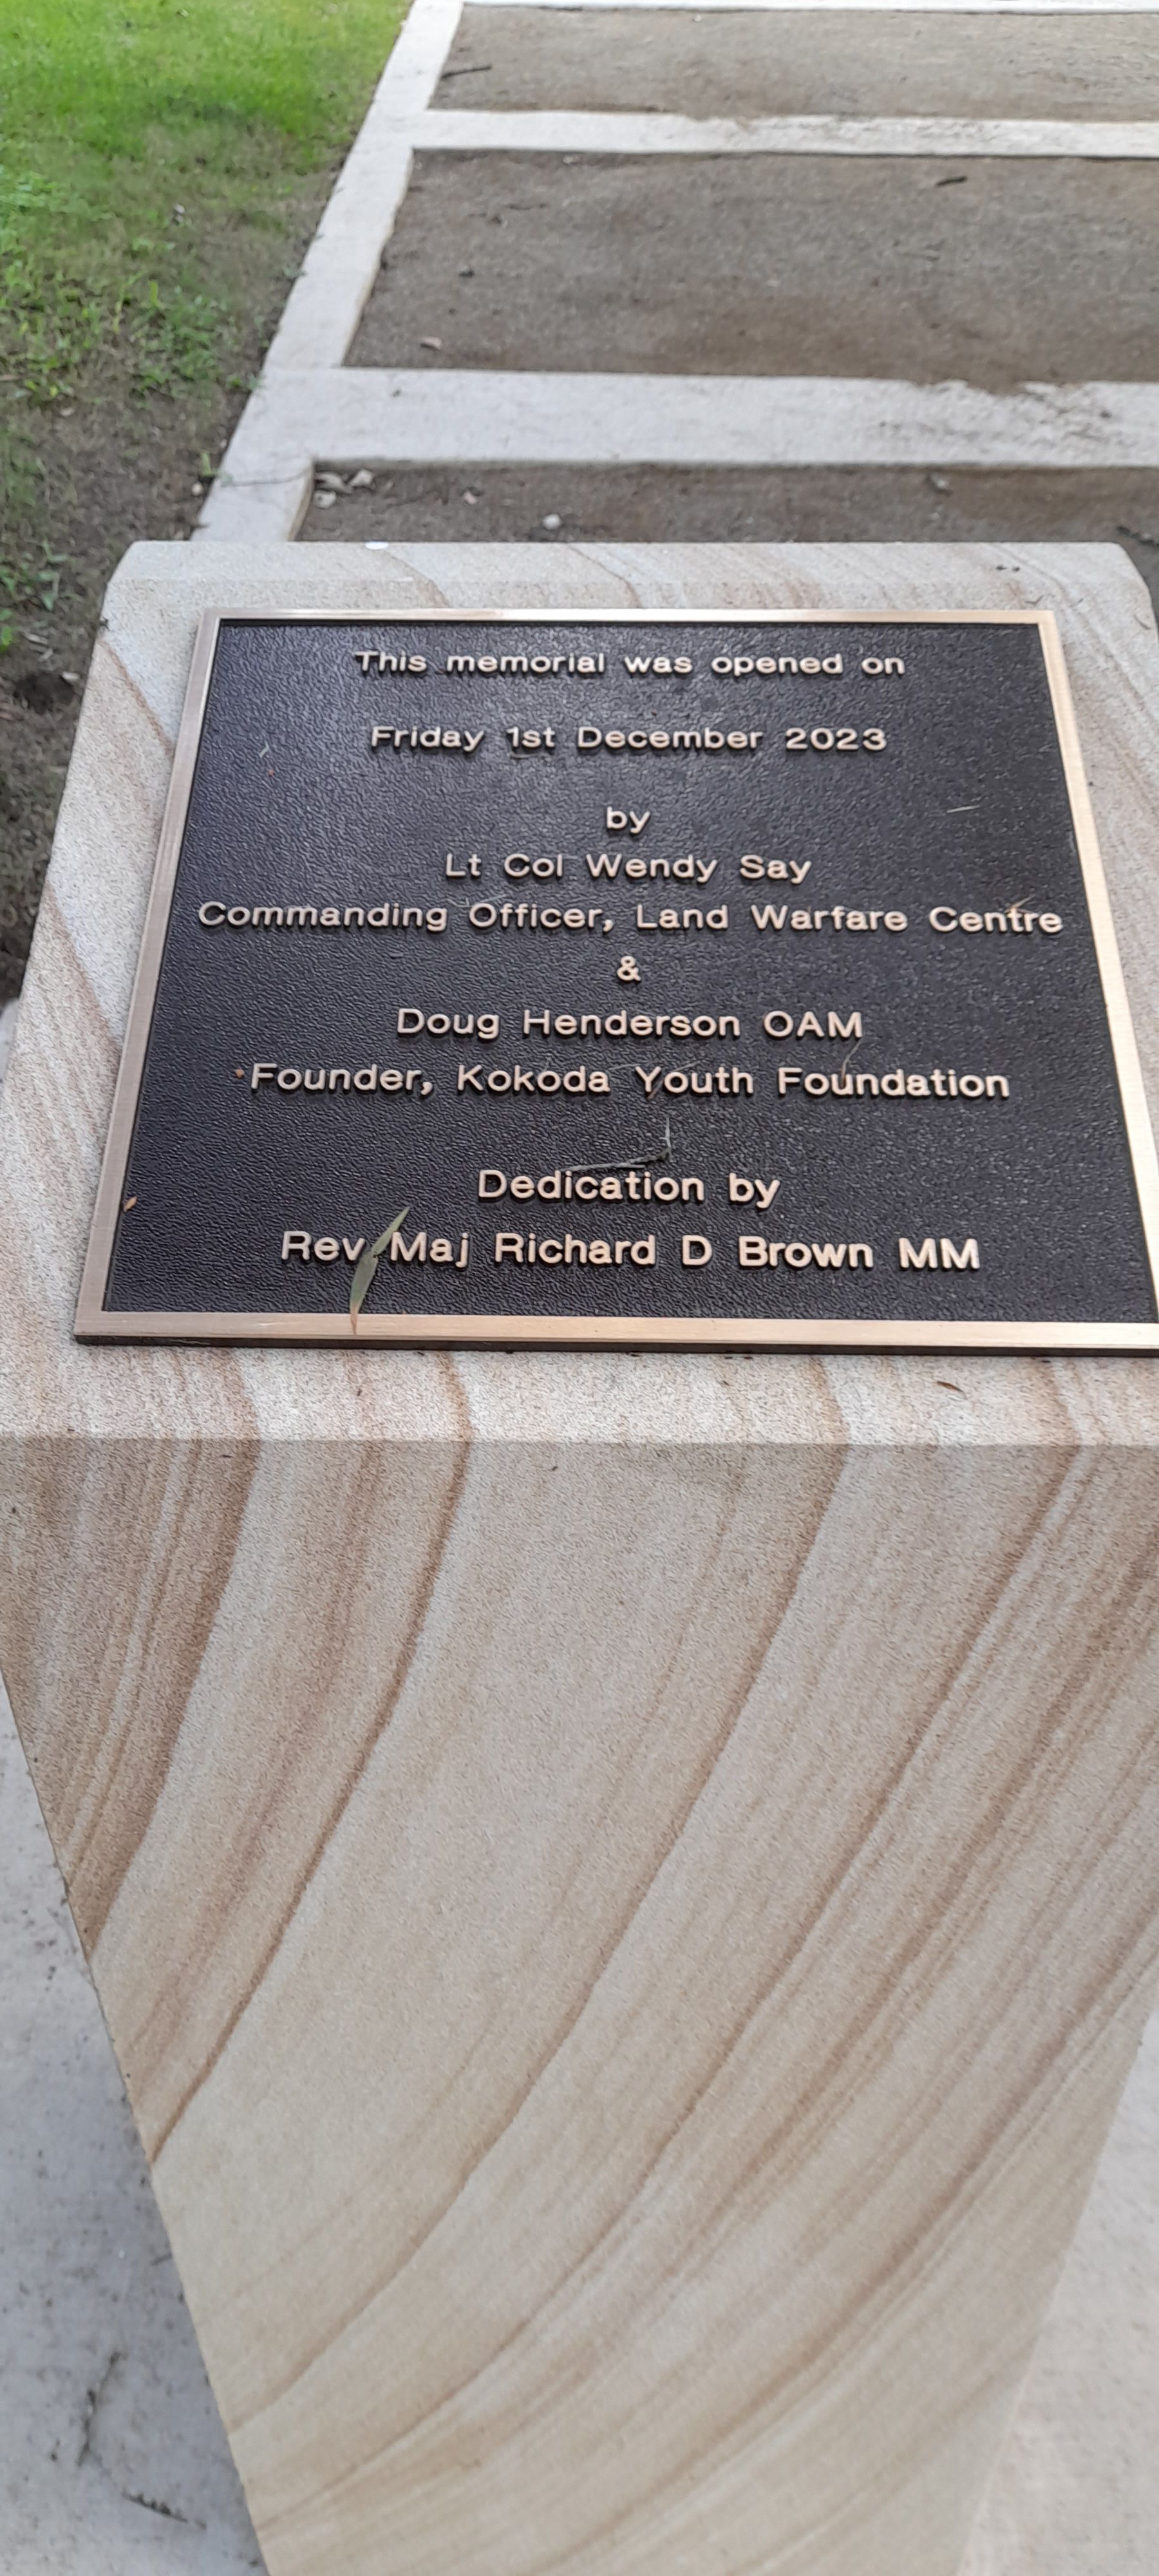 This memorial was opened on
Friday 1st December 2023
by
Lt Col Wendy Say
Commanding Officer, Land Warfare Centre
&
Doug Henderson OAM
Founder, Kokoda Youth Foundation
Dedication by
Rev Maj Richard D Brown MM